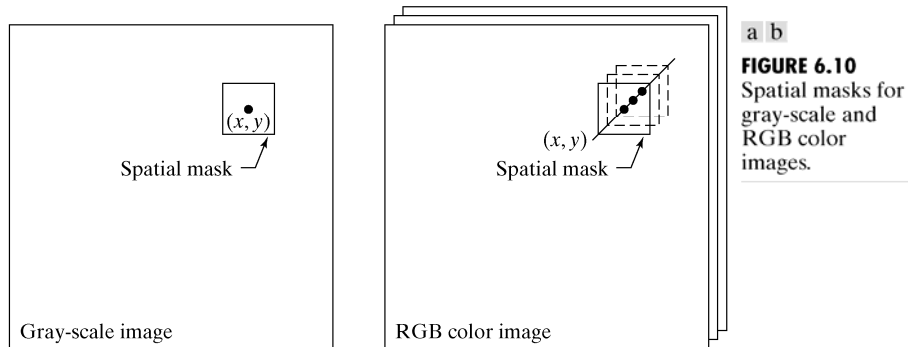 (x, y)
Spatial mask
Gray-scale image
(x, y)
Spatial mask
RGB color image
a b
FIGURE 6.10
Spatial masks for
gray-scale and
RGB color
images.